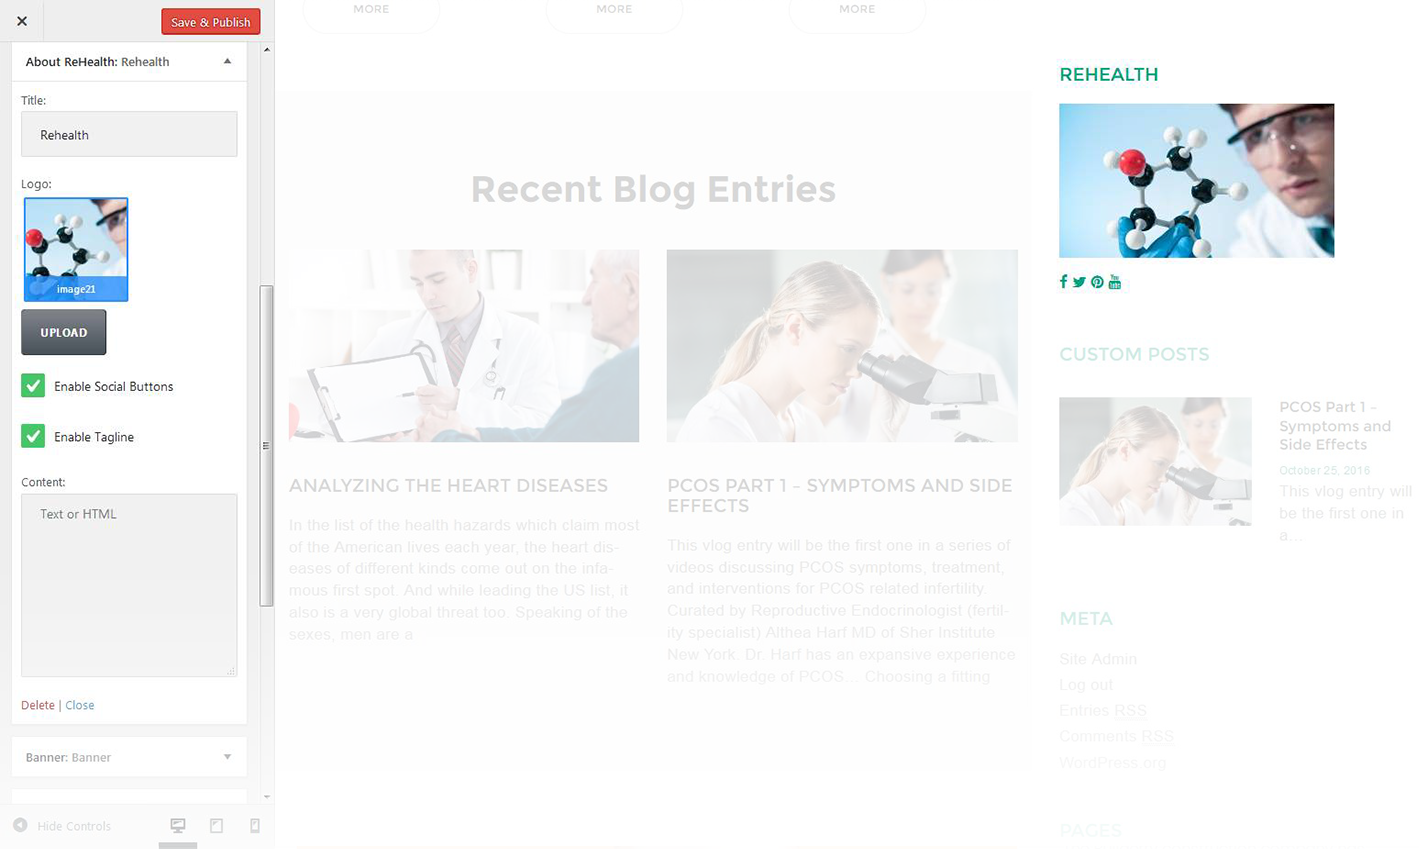 Save & Publish
About ReHealth: Rehealth
Title:
Rehealth
Logo:
image21
UPLOAD
Enable Social Buttons
Enable Tagline
Content:
Text or HTML
Delete | Close
Banner: Banner
Hide Controls
MORE
MORE
MORE
Recent Blog Entries
ANALYZING THE HEART DISEASES
In the list of the health hazards which claim most
of the American lives each year, the heart dis-
eases of different kinds come out on the infa-
mous first spot. And while leading the US list, it
also is a very global threat too. Speaking of the
sexes, men are a
PCOS PART 1 – SYMPTOMS AND SIDE
EFFECTS
This vlog entry will be the first one in a series of
videos discussing PCOS symptoms, treatment,
and interventions for PCOS related infertility.
Curated by Reproductive Endocrinologist (fertil-
ity specialist) Althea Harf MD of Sher Institute
New York. Dr. Harf has an expansive experience
and knowledge of PCOS... Choosing a fitting
REHEALTH
You
Tube
CUSTOM POSTS
PCOS Part 1 –
Symptoms and
Side Effects
October 25, 2016
This vlog entry will
be the first one in
a...
META
Site Admin
Log out
Entries RSS
Comments RSS
WordPress.org
PAGES